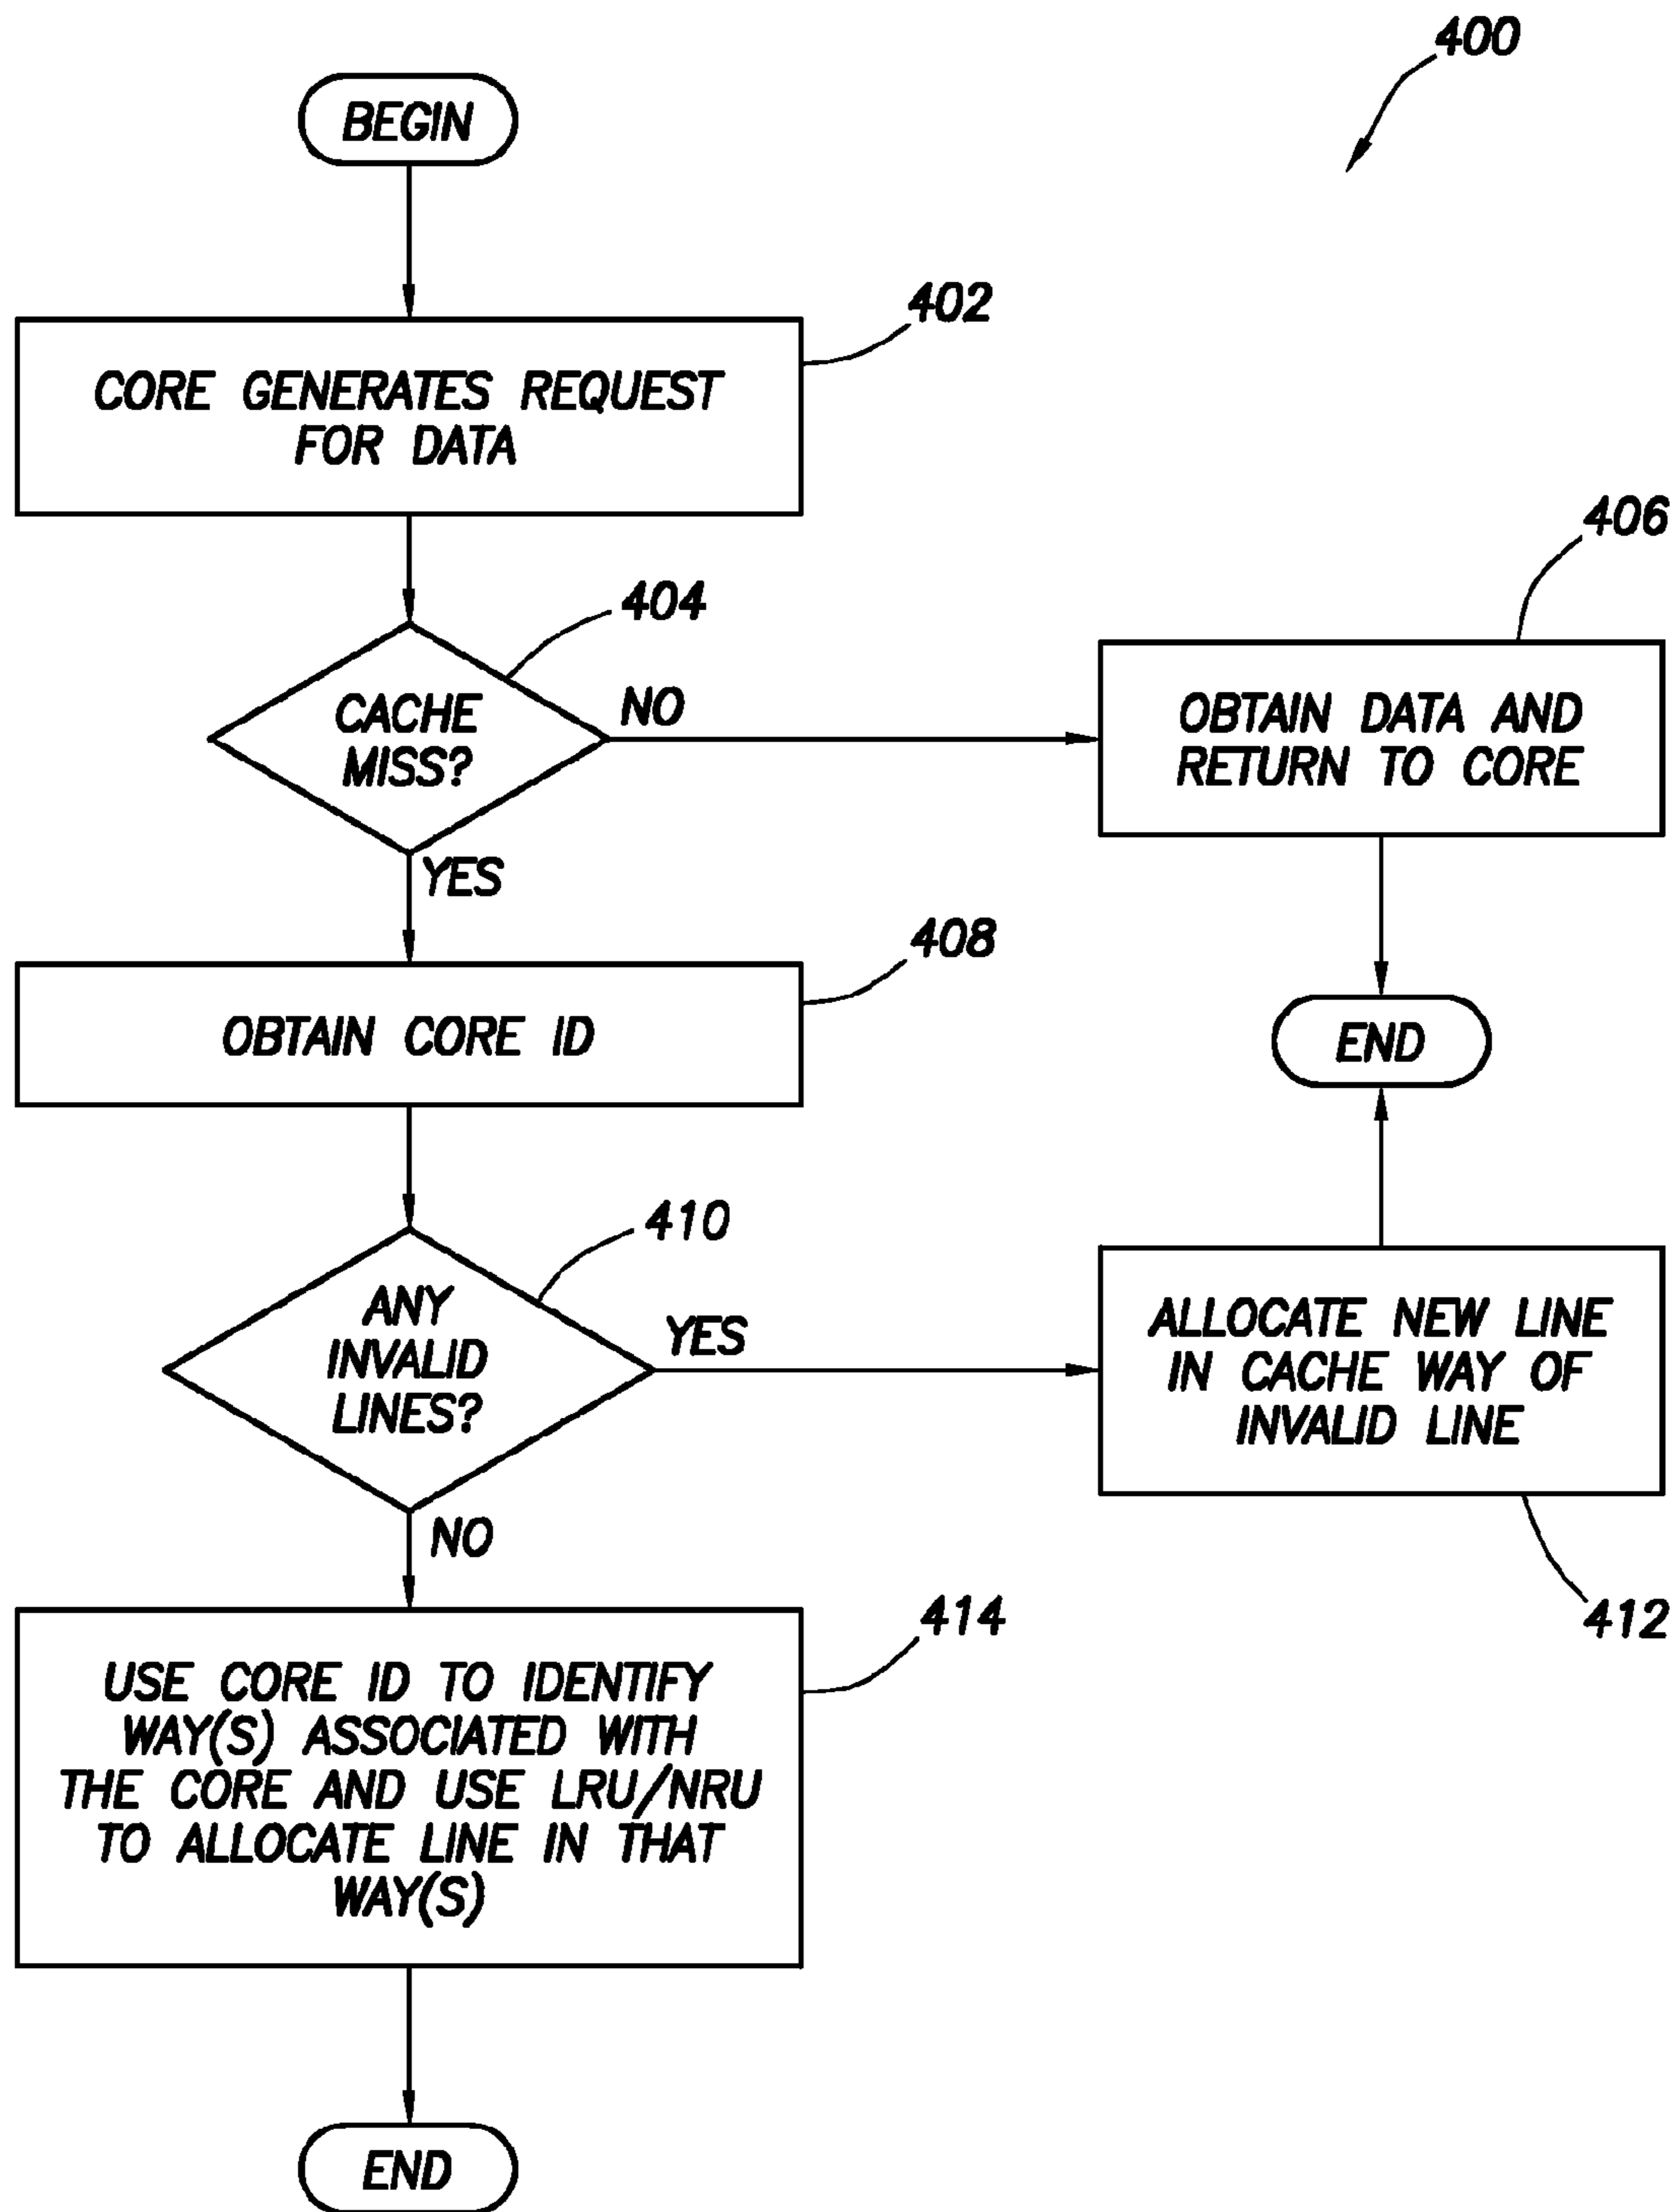 400
BEGIN
402
CORE GENERATES REQUEST
FOR DATA
404
CACHE
MISS?
NO
YES
406
OBTAIN DATA AND
RETURN TO CORE
END
408
OBTAIN CORE ID
410
ANY
INVALID
LINES?
YES
NO
ALLOCATE NEW LINE
IN CACHE WAY OF
INVALID LINE
412
414
USE CORE ID TO IDENTIFY
WAY(S) ASSOCIATED WITH
THE CORE AND USE LRU/NRU
TO ALLOCATE LINE IN THAT
WAY(S)
END